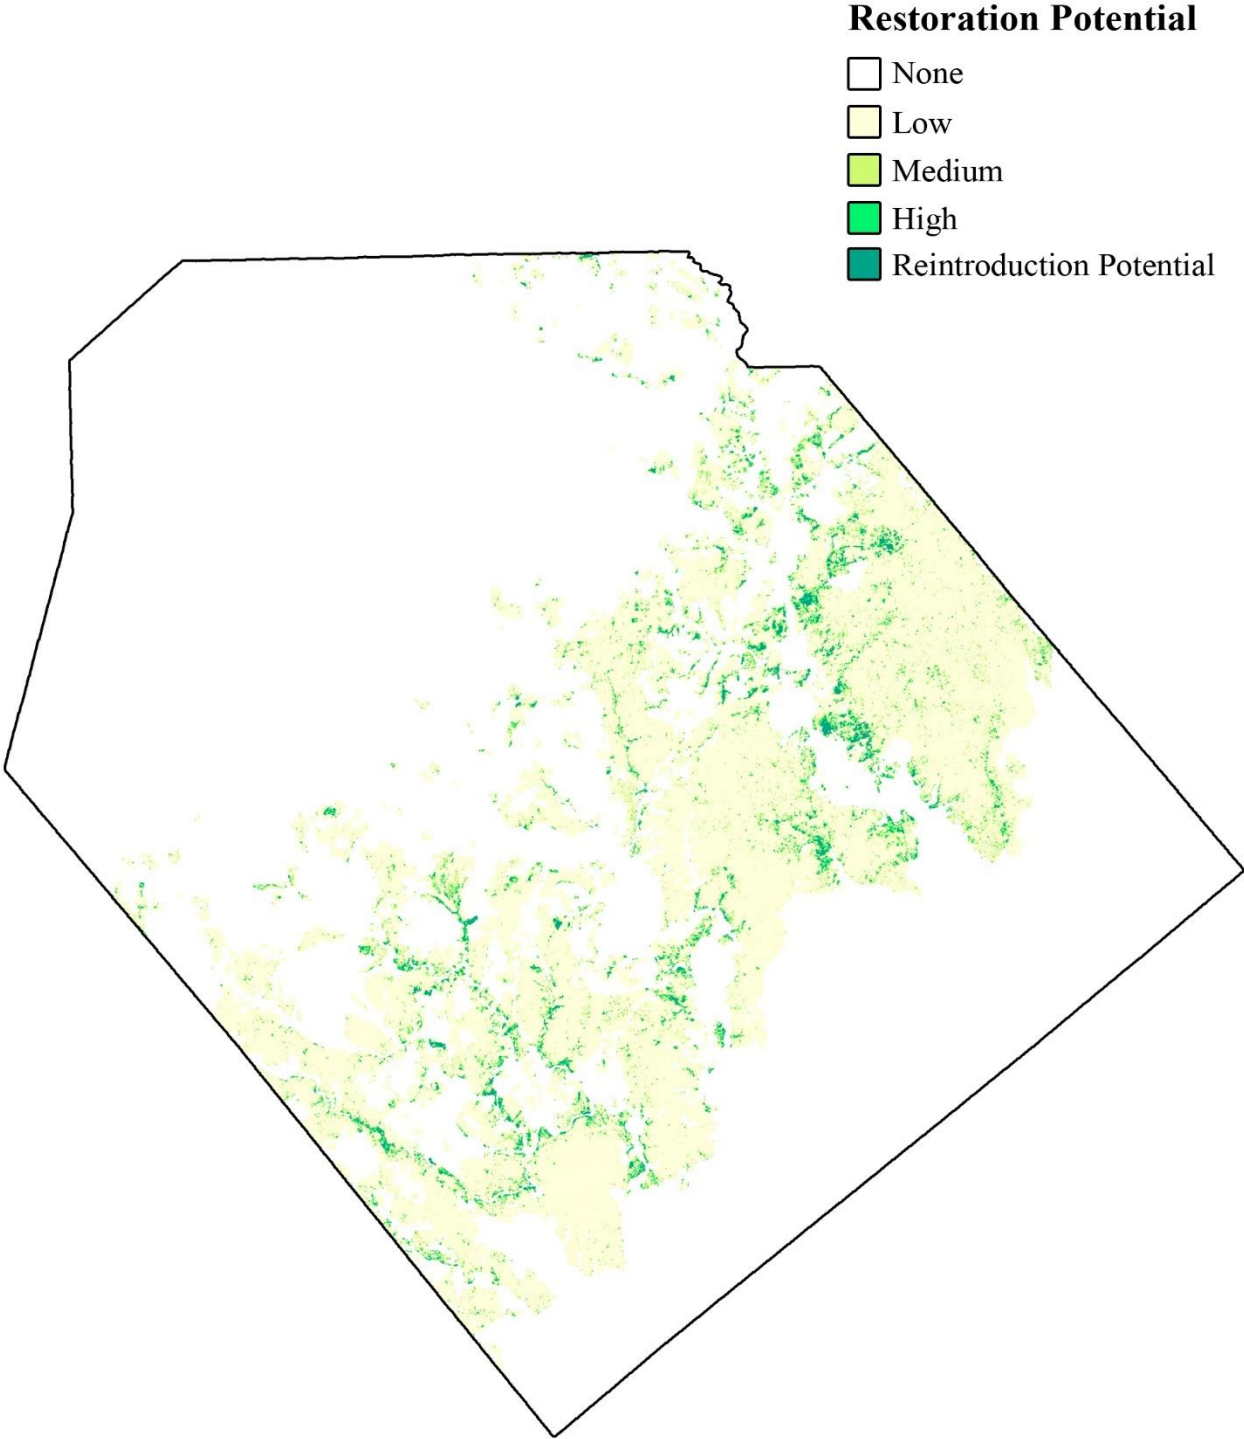 Restoration Potential
None
Low
Medium
High
Reintroduction Potential